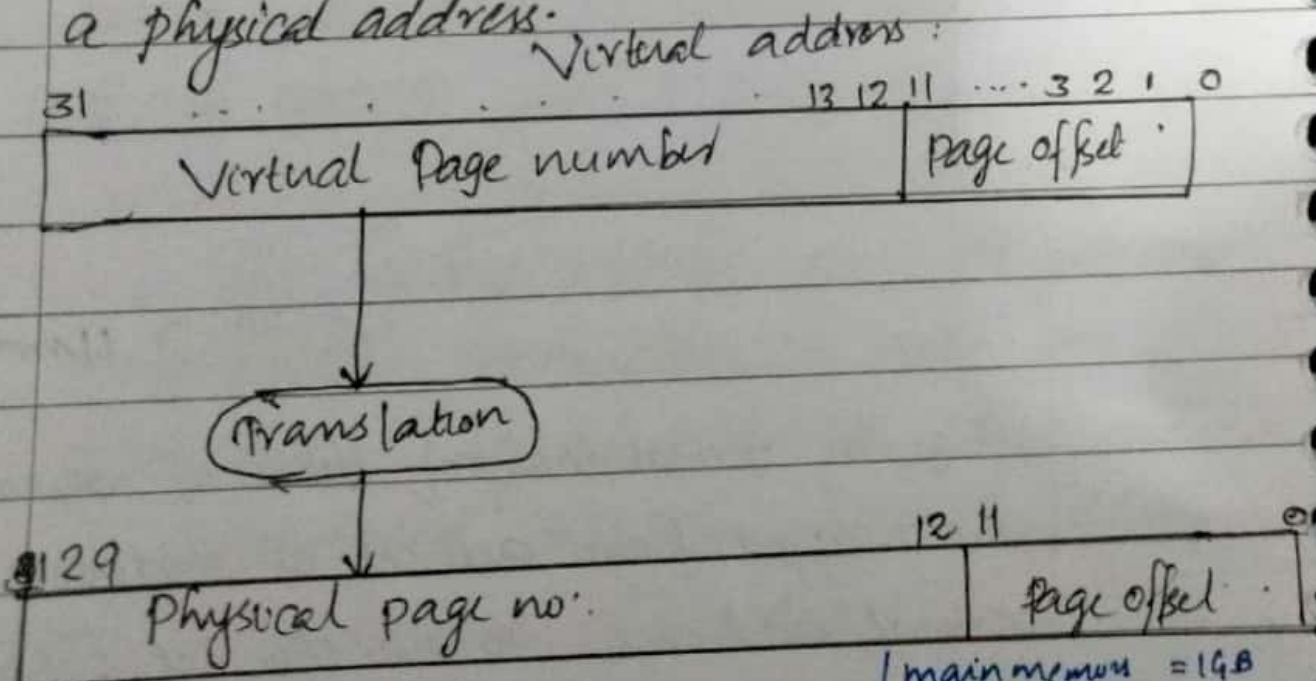 a physical address.
Virtual address :
31 . . . . . . . 13 12 11 .... 3 2 1 0
Virtual Page number page offset
Translation
29 12 11 0
Physical page no. Page offset
main memory = 1GB